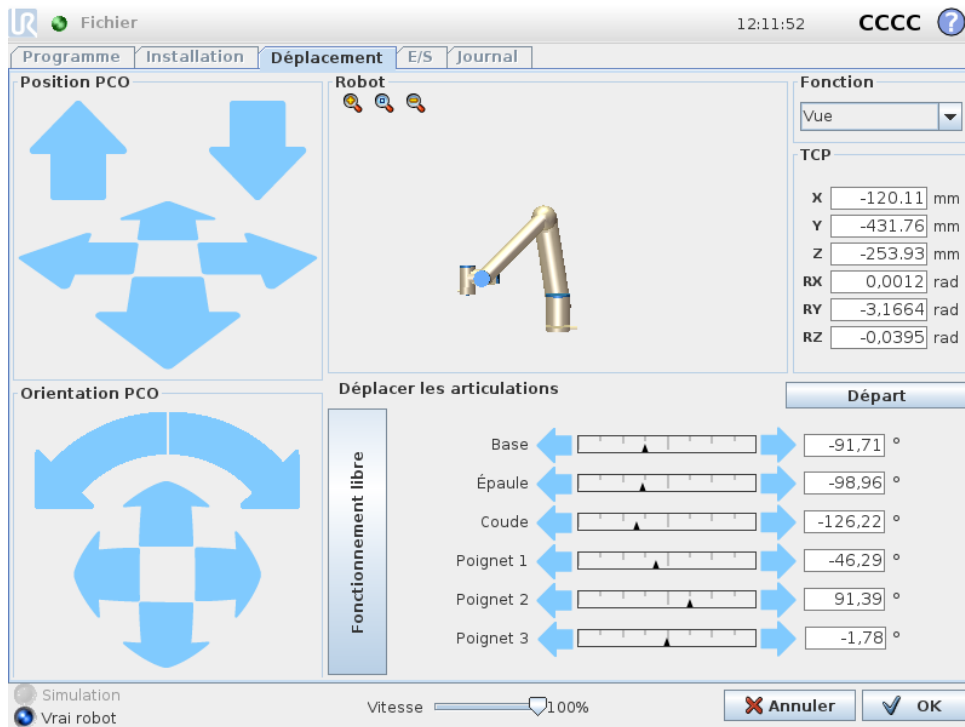 UR Fichier 12:11:52 CCCC ?
Programme Installation Déplacement E/S Journal
Position PCO
Robot
Fonction
Vue
TCP
X -120.11 mm
Y -431.76 mm
Z -253.93 mm
RX 0,0012 rad
RY -3,1664 rad
RZ -0,0395 rad
Orientation PCO
Déplacer les articulations
Départ
Fonctionnement libre
Base -91,71 °
Épaule -98,96 °
Coude -126,22 °
Poignet 1 -46,29 °
Poignet 2 91,39 °
Poignet 3 -1,78 °
Simulation
Vrai robot
Vitesse 100%
Annuler
OK